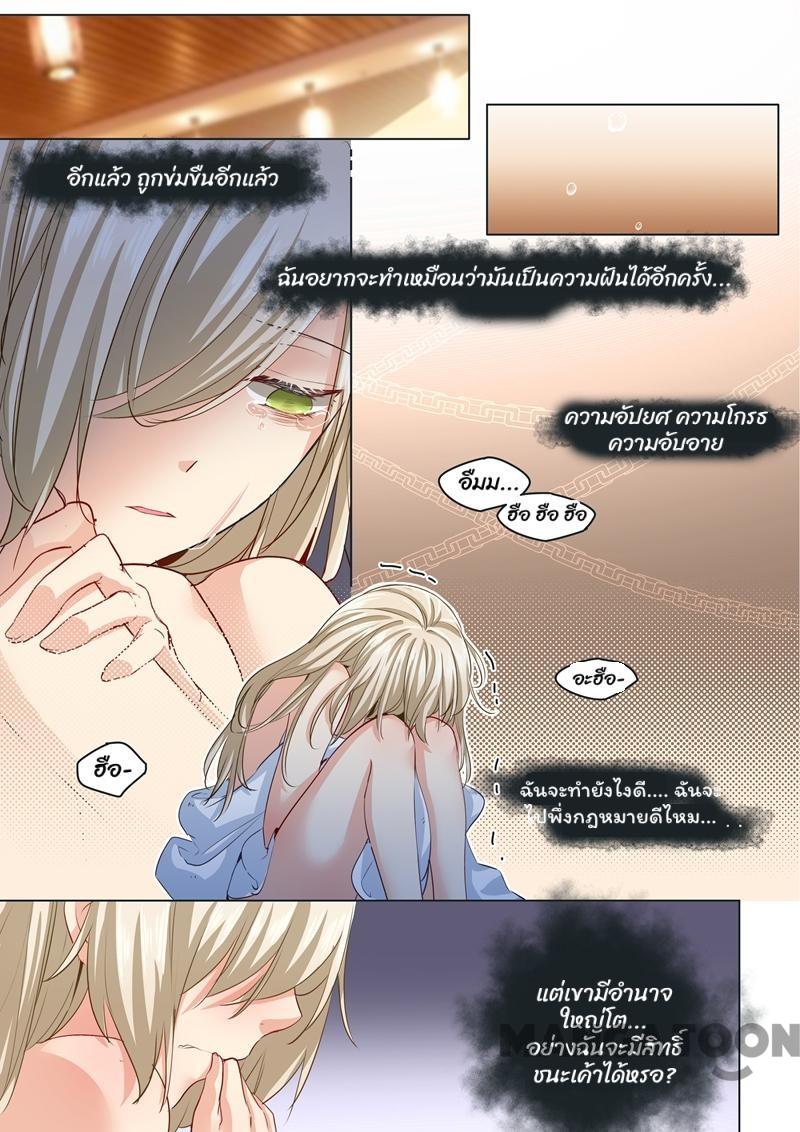 อีกแล้ว ถูกข่มขืนอีกแล้ว
ฉันอยากจะทำเหมือนว่ามันเป็นความฝันได้อีกครั้ง...
ความอัปยศ ความโกรธ
ความอับอาย
อืมม...
ฮือ ฮือ ฮือ
อะฮือ-
ฮือ-
ฉันจะทำยังไงดี.... ฉันจะ
ไปพึ่งกฎหมายดีไหม... . .
แต่เขามีอำนาจ
ใหญ่โต...
อย่างฉันจะมีสิทธิ์
ชนะเค้าได้หรอ?
MANGATOON